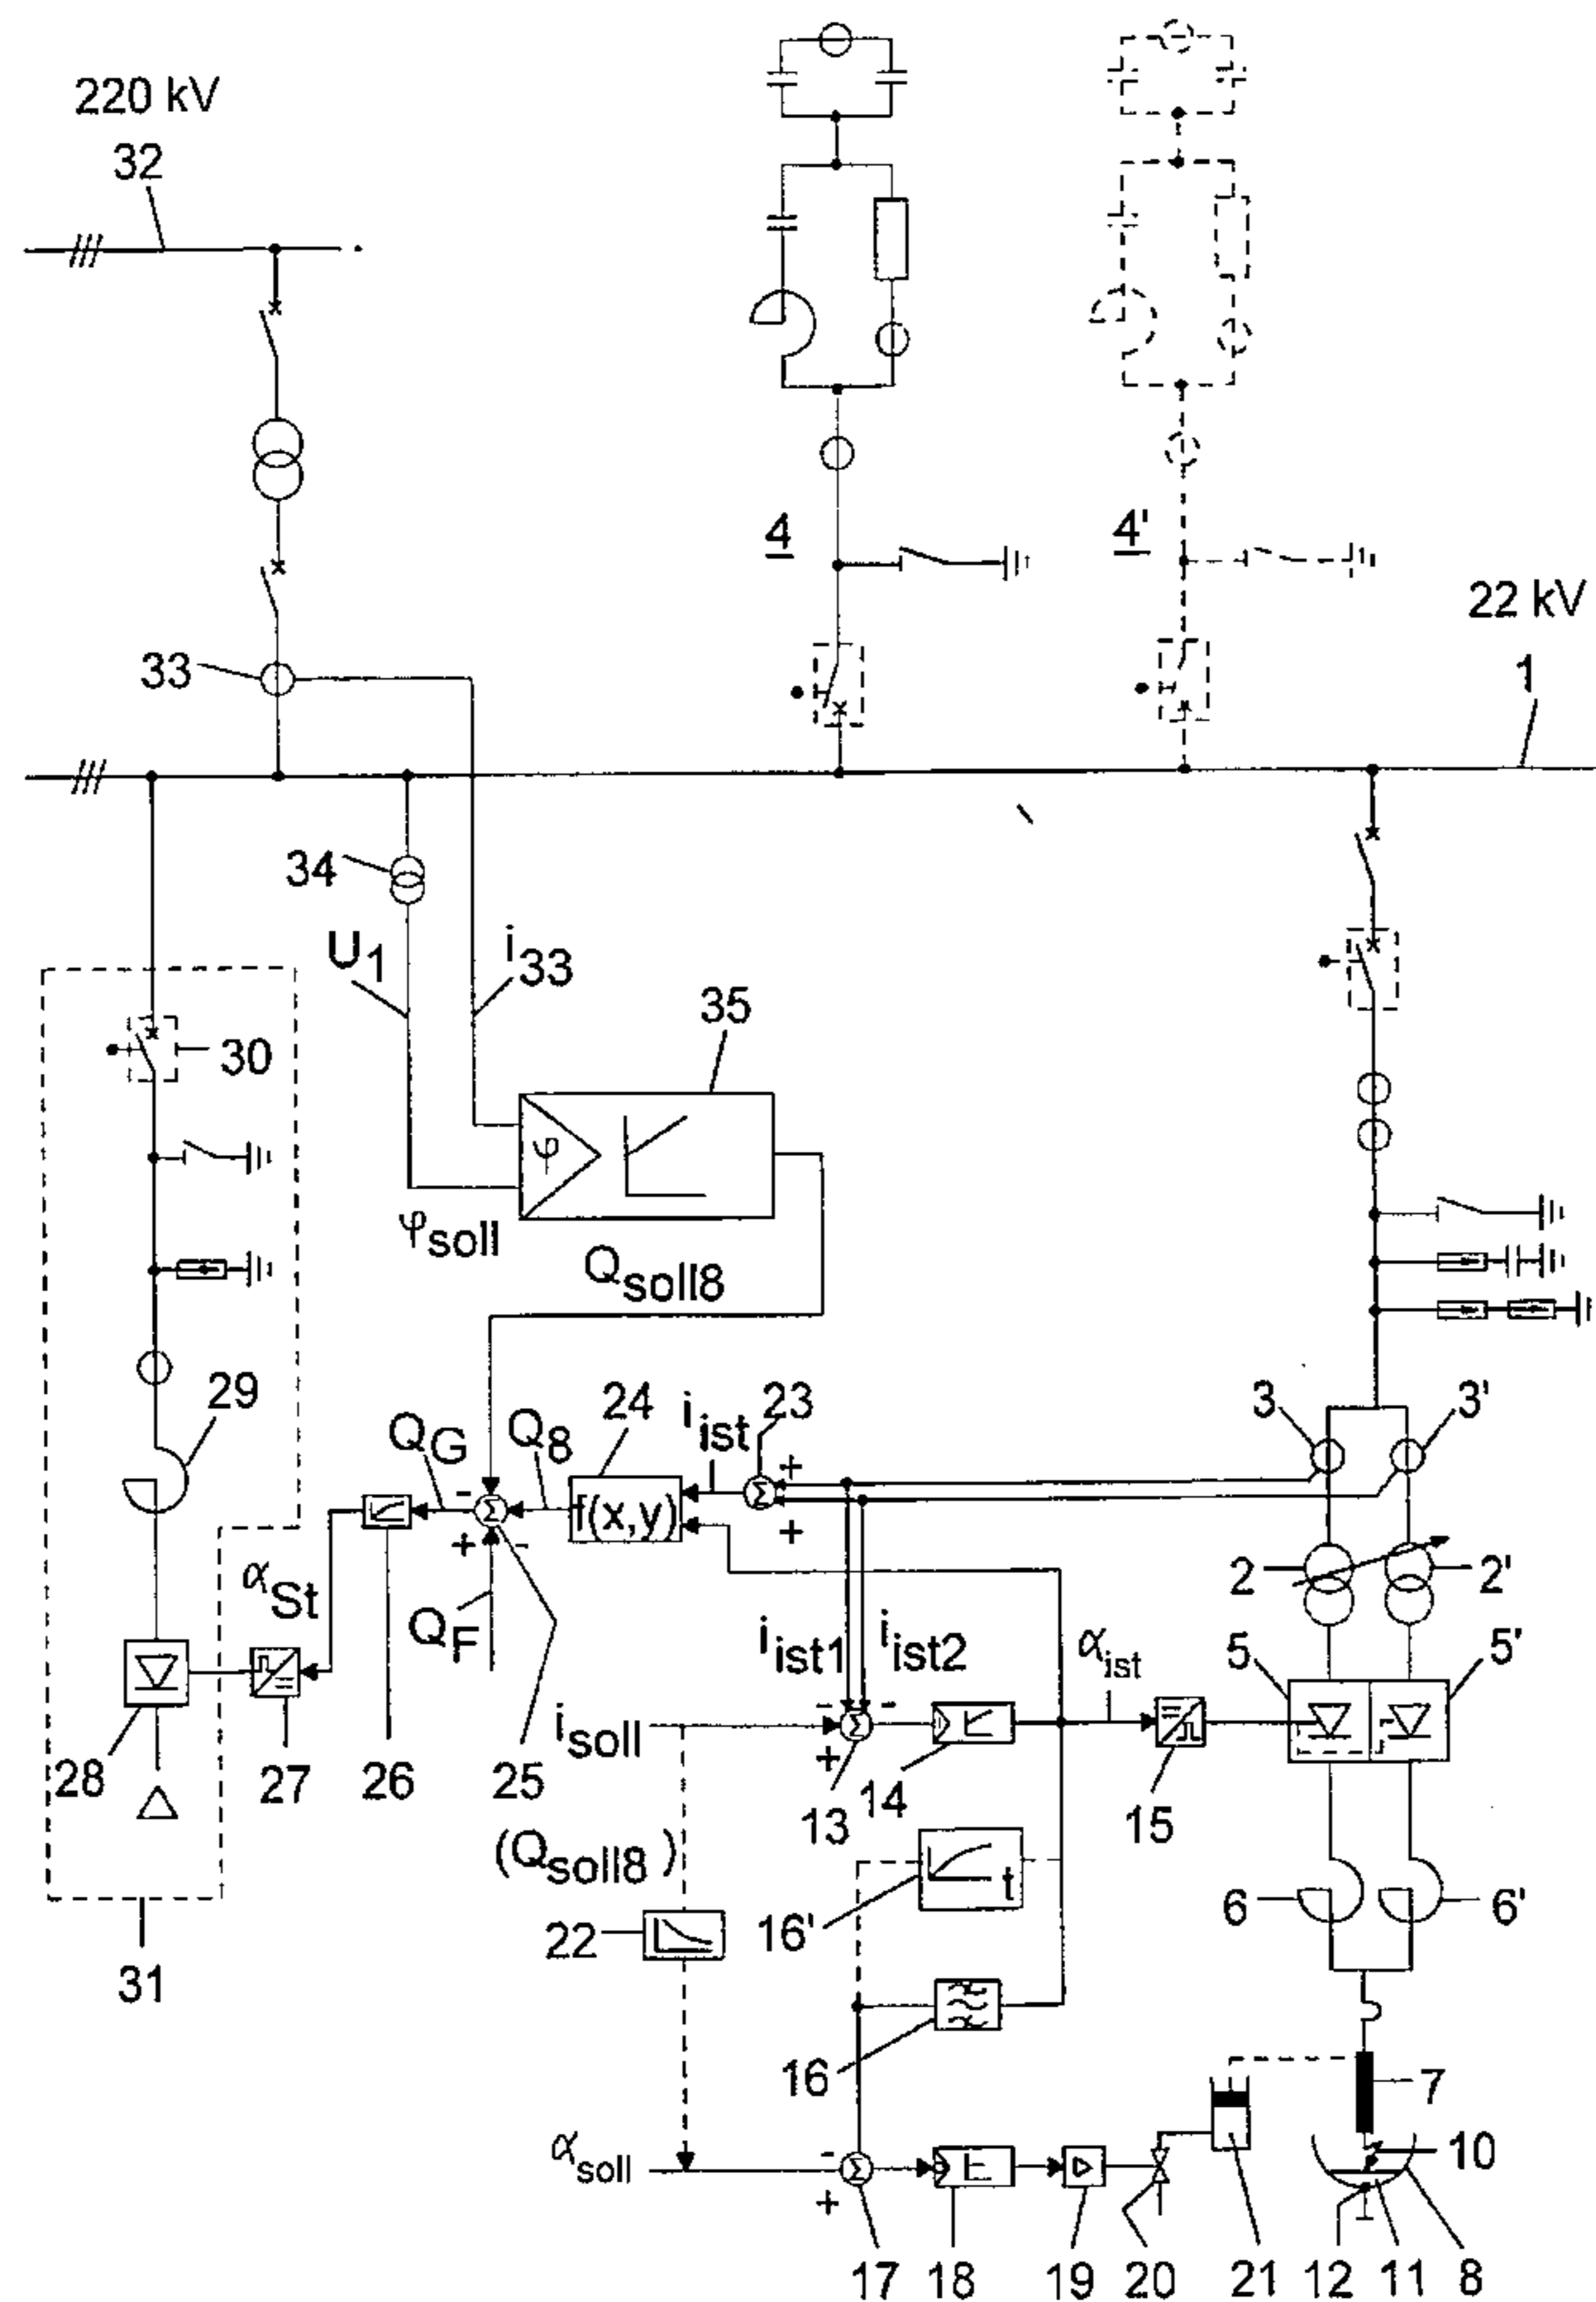 220 kV
32
4
4'
22 kV
1
33
34
U1
i33
35
30
φ
φsoll
Qsoll8
29
24
iist
23
3
3'
QG
Q8
+
-
f(x,y)
Σ
Σ
+
-
+
2
2'
αSt
QF
iist1
iist2
αist
5
5'
-
-
isoll
Σ
+
28
27
26
25
13
14
15
(Qsoll8)
16'
t
6
6'
22
31
16
7
αsoll
-
Σ
+
10
17
18
19
20
21
12
11
8